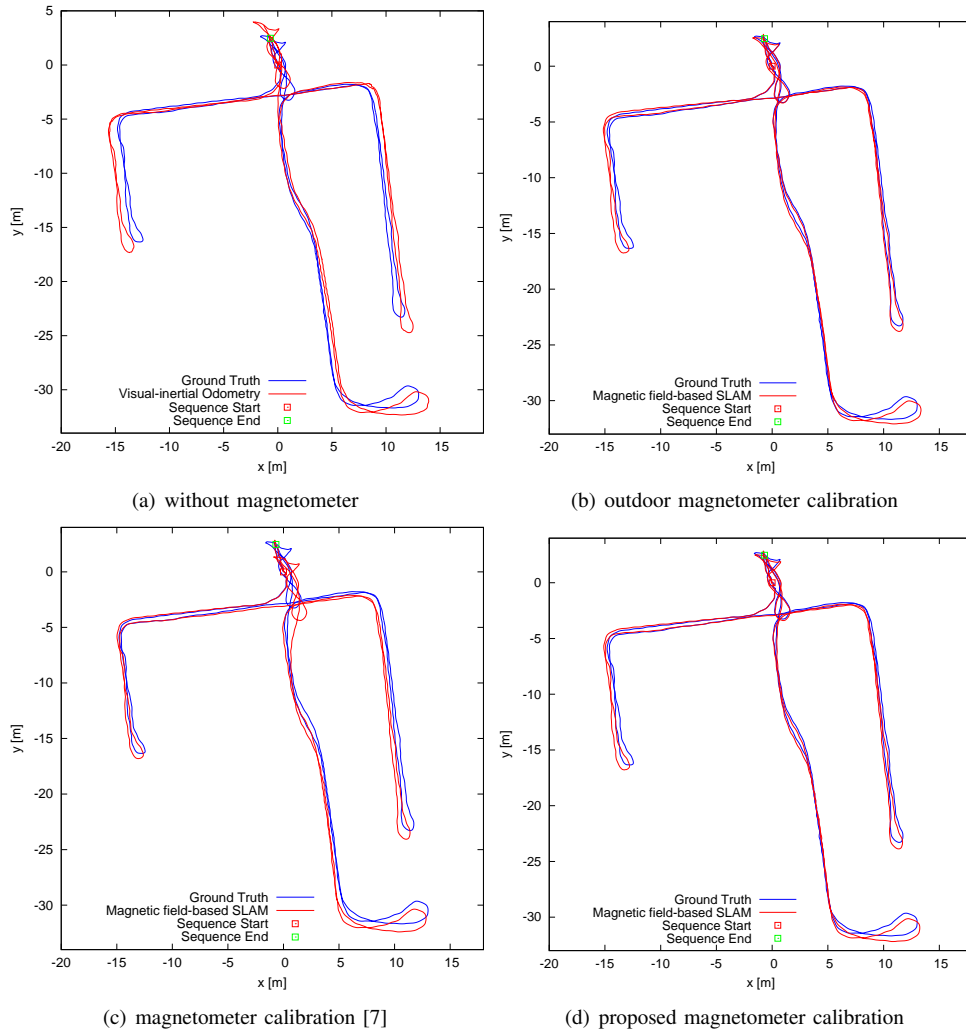 5
0
-5
-10
-15
-20
-25
-30
y [m]
-20 -15 -10 -5 0 5 10 15
x [m]
Ground Truth
Visual-inertial Odometry
Sequence Start
Sequence End
(a) without magnetometer
0
-5
-10
-15
-20
-25
-30
y [m]
-20 -15 -10 -5 0 5 10 15
x [m]
Ground Truth
Magnetic field-based SLAM
Sequence Start
Sequence End
(b) outdoor magnetometer calibration
0
-5
-10
-15
-20
-25
-30
y [m]
-20 -15 -10 -5 0 5 10 15
x [m]
Ground Truth
Magnetic field-based SLAM
Sequence Start
Sequence End
(c) magnetometer calibration [7]
0
-5
-10
-15
-20
-25
-30
y [m]
-20 -15 -10 -5 0 5 10 15
x [m]
Ground Truth
Magnetic field-based SLAM
Sequence Start
Sequence End
(d) proposed magnetometer calibration